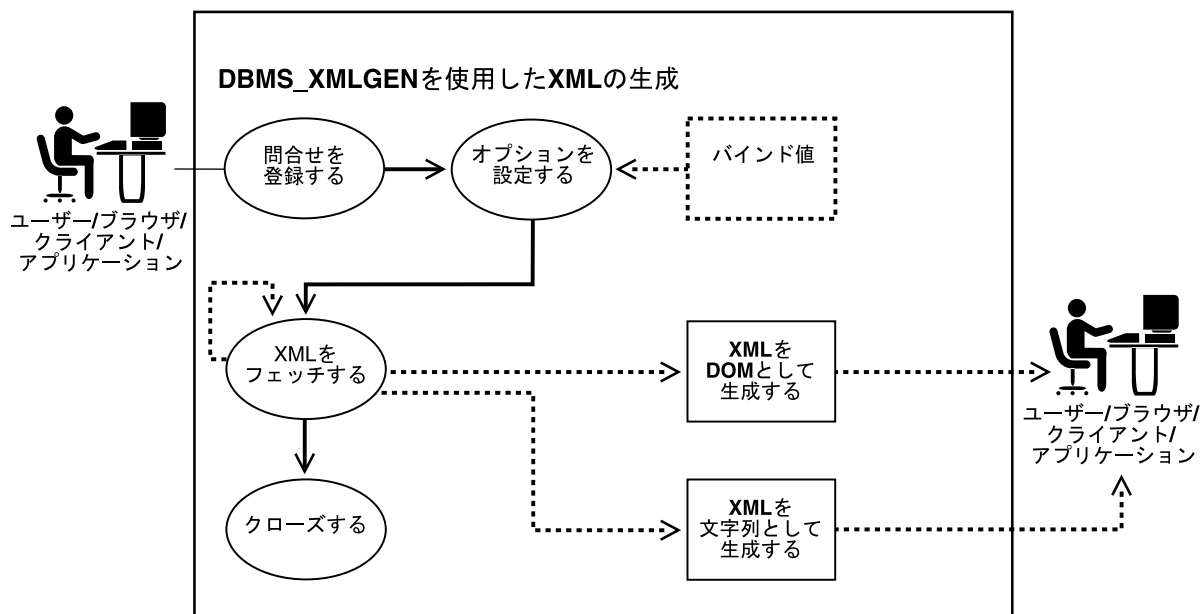 DBMS_XMLGENを使用したXMLの生成
ユーザー/ブラウザ/
クライアント/
アプリケーション
問合せを
登録する
オプションを
設定する
バインド値
XMLを
フェッチする
XMLを
DOMとして
生成する
ユーザー/ブラウザ/
クライアント/
アプリケーション
クローズする
XMLを
文字列として
生成する